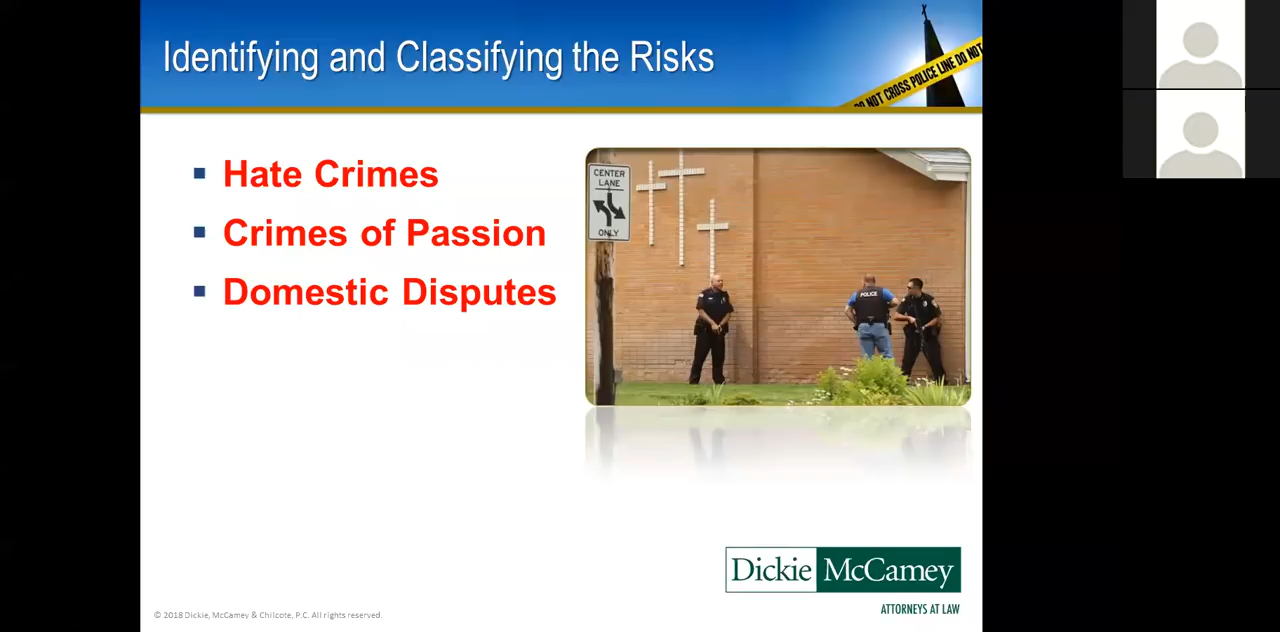 Identifying and Classifying the Risks
DO NOT CROSS POLICE LINE DO NOT
Hate Crimes
Crimes of Passion
Domestic Disputes
CENTER
LANE
ONLY
POLICE
Dickie McCamey
ATTORNEYS AT LAW
© 2018 Dickie, McCamey & Chilcote, P.C. All rights reserved.